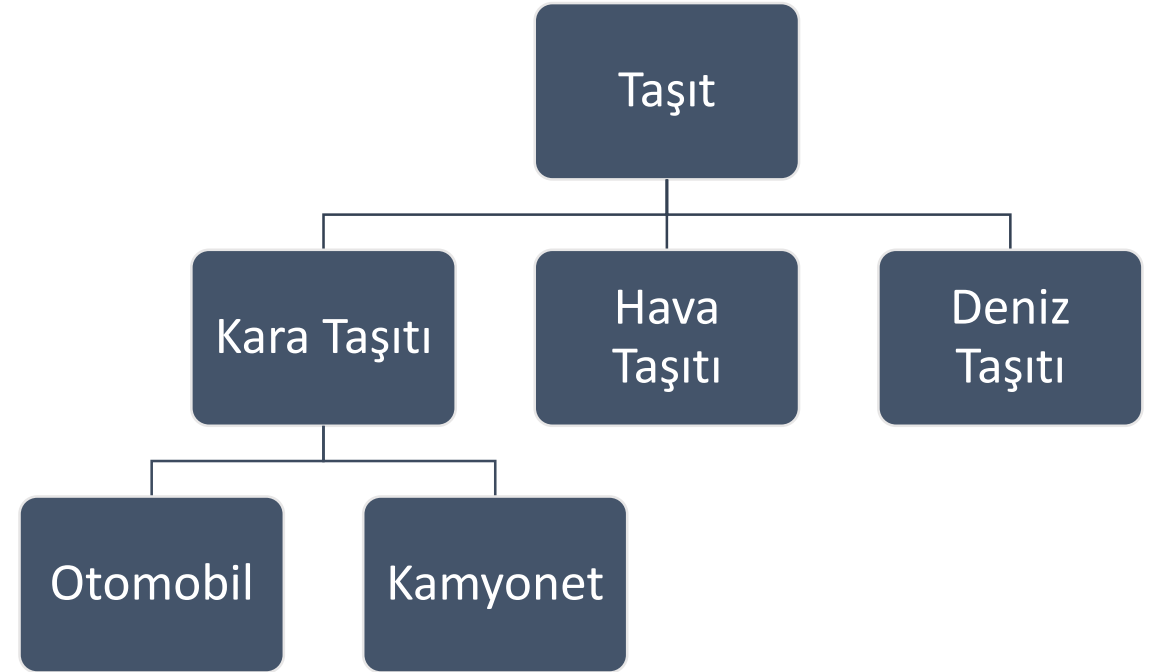 Taşıt
Kara Taşıtı
Hava
Taşıtı
Deniz
Taşıtı
Otomobil
Kamyonet